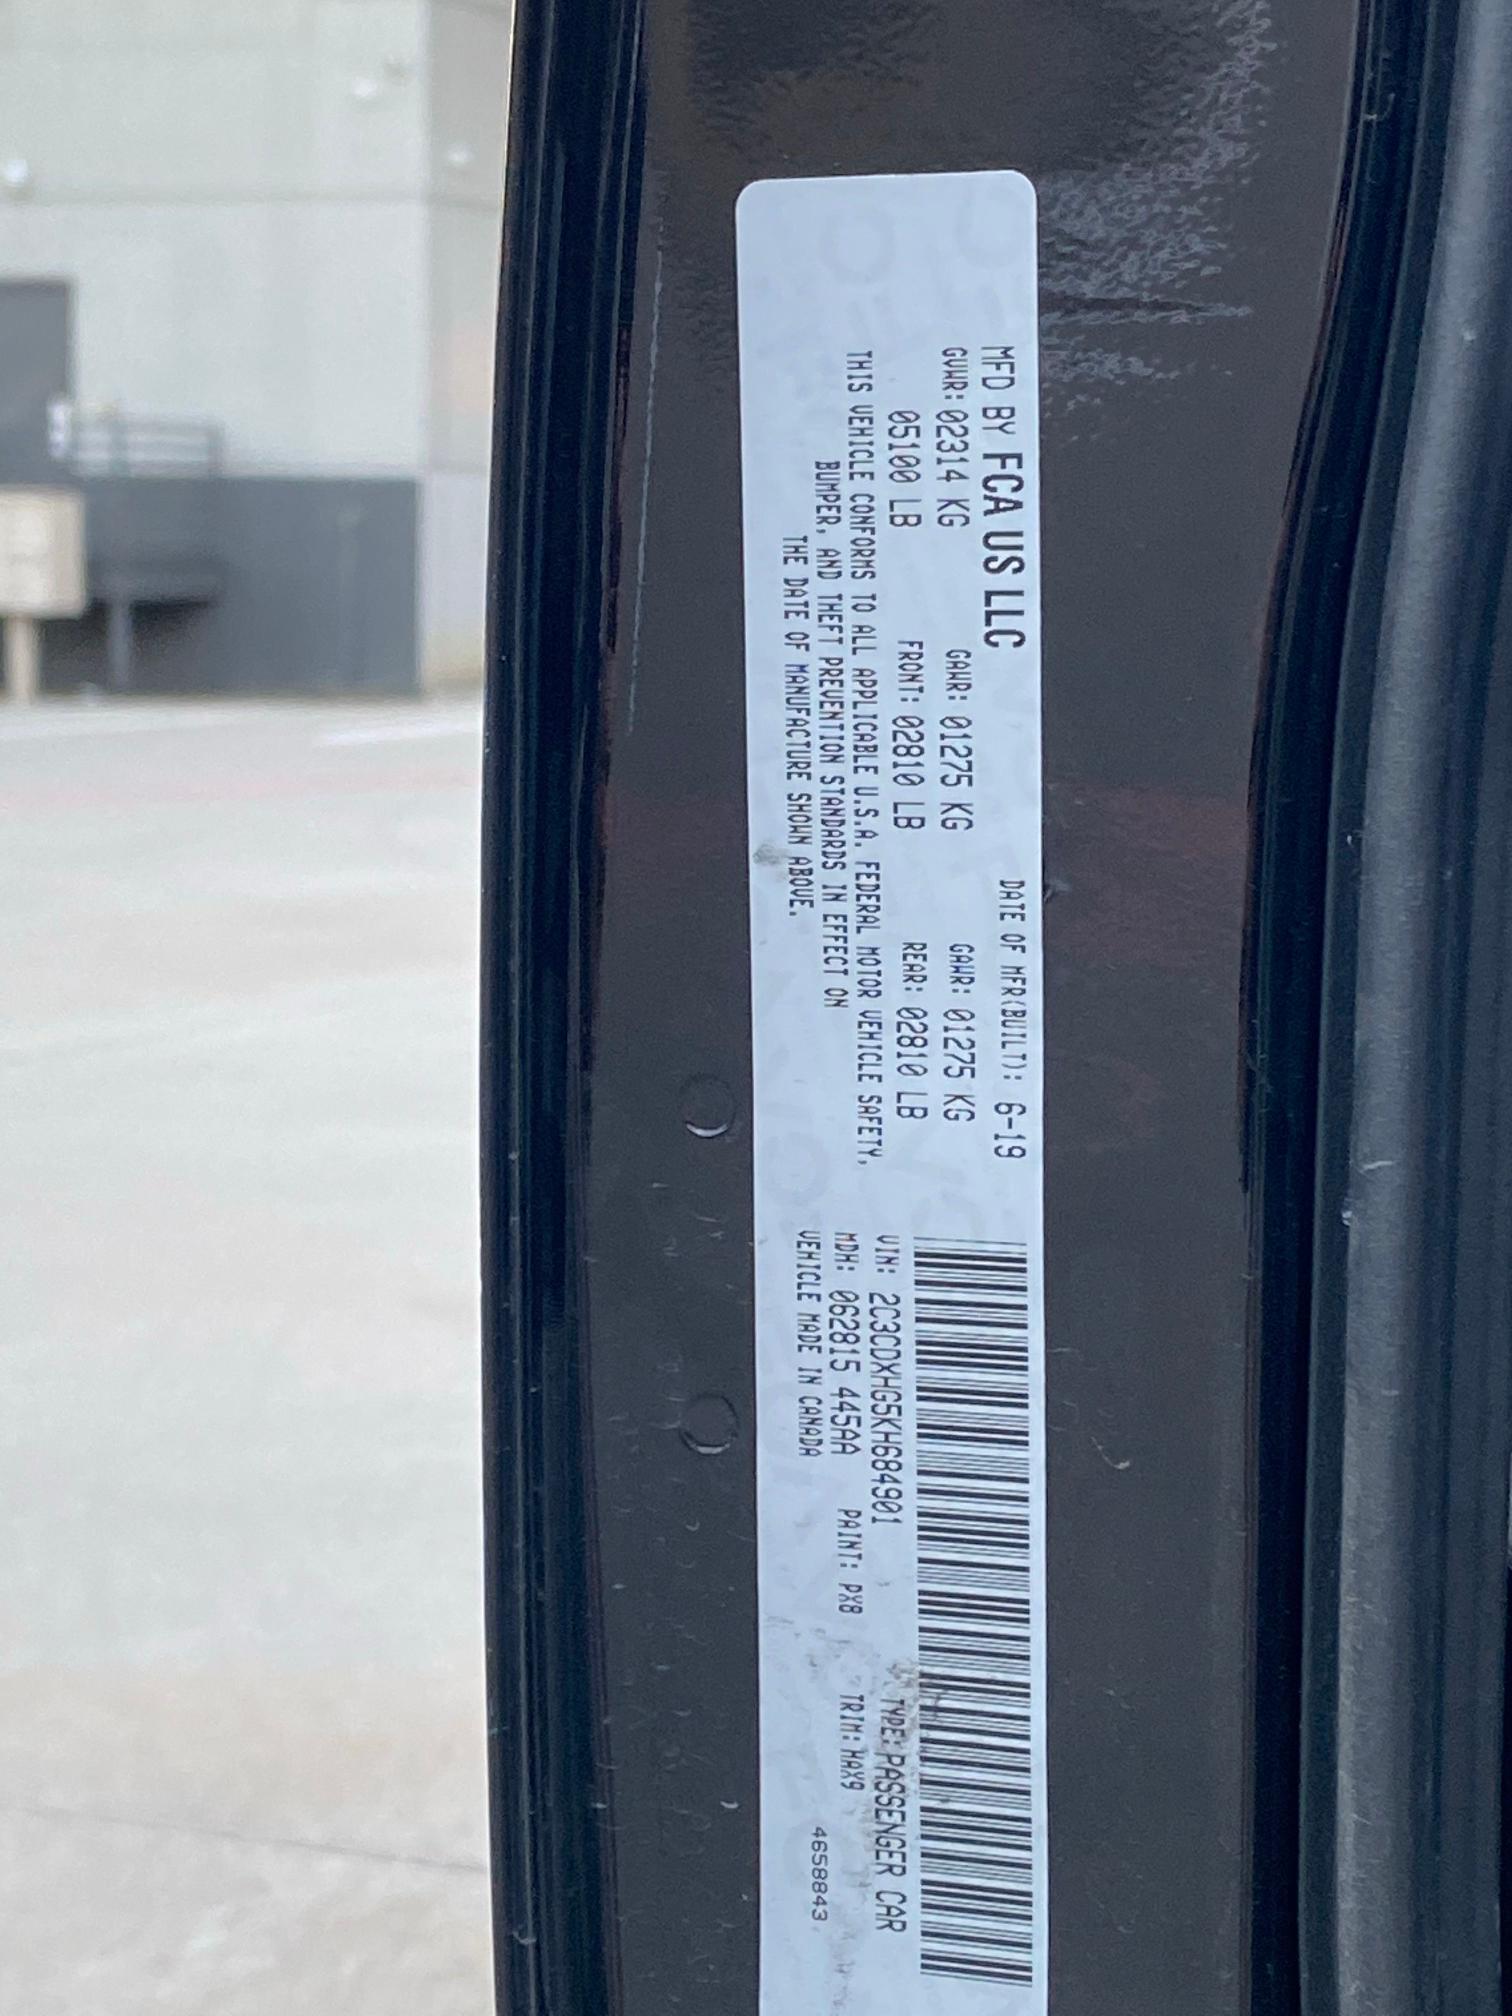 MFD BY FCA US LLC DATE OF MFR(BUILT): 6-19
GVWR: 02314 KG GAWR: 01275 KG GAWR: 01275 KG
05100 LB FRONT: 02810 LB REAR: 02810 LB
THIS VEHICLE CONFORMS TO ALL APPLICABLE U.S.A. FEDERAL MOTOR VEHICLE SAFETY,
BUMPER, AND THEFT PREVENTION STANDARDS IN EFFECT ON
THE DATE OF MANUFACTURE SHOWN ABOVE.
VIN: 2C3CDXHG5KH684901 TYPE: PASSENGER CAR
MDH: 062815 445AA PAINT: PX8 TRIM: HAX9
VEHICLE MADE IN CANADA 4658843